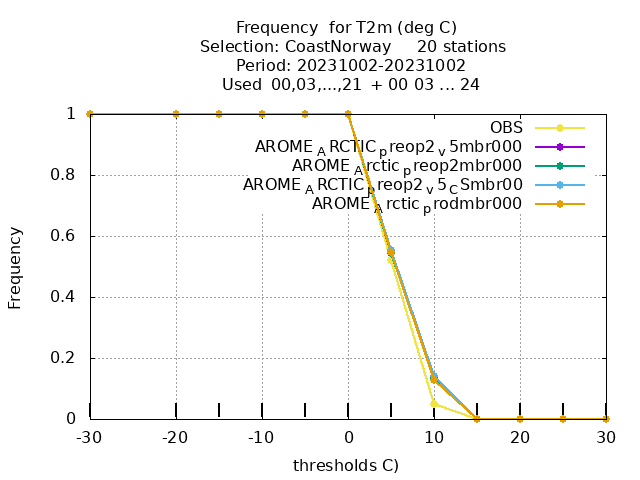 Frequency  for T2m (deg C)
Selection: CoastNorway     20 stations
Period: 20231002-20231002
Used  00,03,...,21  + 00 03 ... 24
1
0.8
0.6
0.4
0.2
0
Frequency
OBS
AROME_ARCTIC_preop2_v5mbr000
AROME_Arctic_preop2mbr000
AROME_ARCTIC_preop2_v5_CSmbr00
AROME_Arctic_prodmbr000
-30 -20 -10 0 10 20 30
thresholds C)